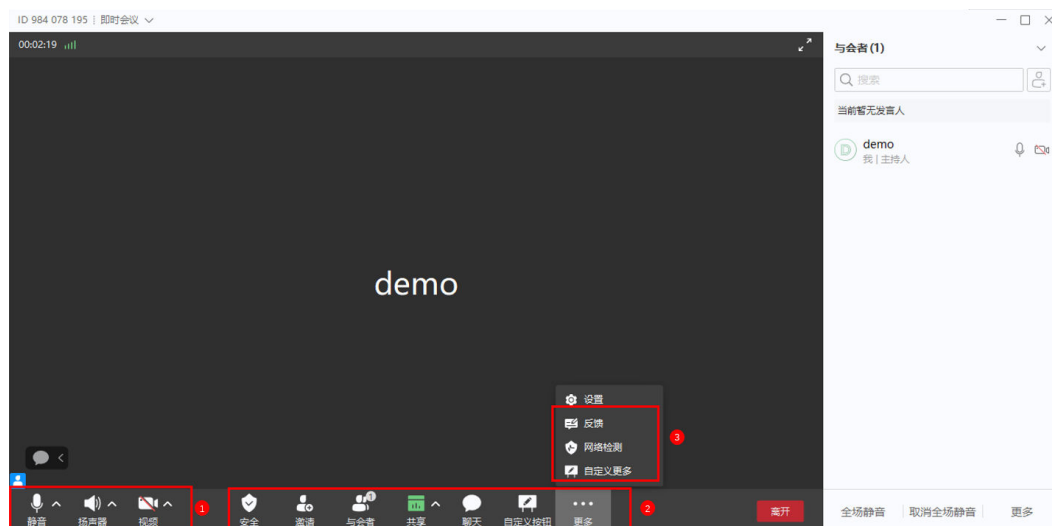 ID 984 078 195 | 即时会议
00:02:19
与会者(1)
搜索
当前暂无发言人
D
demo
我 | 主持人
demo
设置
反馈
网络检测
自定义更多
3
静音
扬声器
视频
1
安全
邀请
1
与会者
共享
聊天
自定义按钮
更多
2
离开
全场静音
取消全场静音
更多